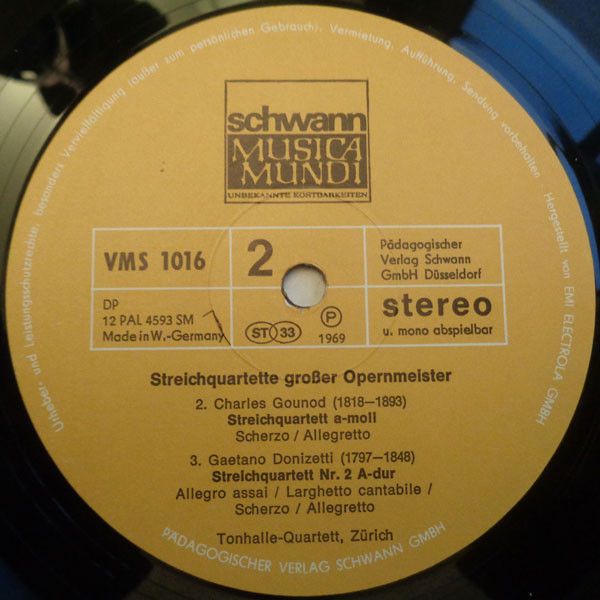 Urheber- und Leistungsschutzrechte, besonders Vervielfältigung (außer zum persönlichen Gebrauch), Vermietung, Aufführung, Sendung vorbehalten Hergestellt von EMI ELECTROLA GMBH
schwann
MUSICA
MUNDI
UNBEKANNTE KOSTBARKEITEN
VMS 1016
2
Pädagogischer
Verlag Schwann
GmbH Düsseldorf
DP
12 PAL 4593 SM
Made in W.-Germany
ST 33
P
1969
stereo
u. mono abspielbar
Streichquartette großer Opernmeister
2. Charles Gounod (1818—1893)
Streichquartett a-moll
Scherzo / Allegretto
3. Gaetano Donizetti (1797—1848)
Streichquartett Nr. 2 A-dur
Allegro assai / Larghetto cantabile /
Scherzo / Allegretto
Tonhalle-Quartett, Zürich
PÄDAGOGISCHER VERLAG SCHWANN GMBH